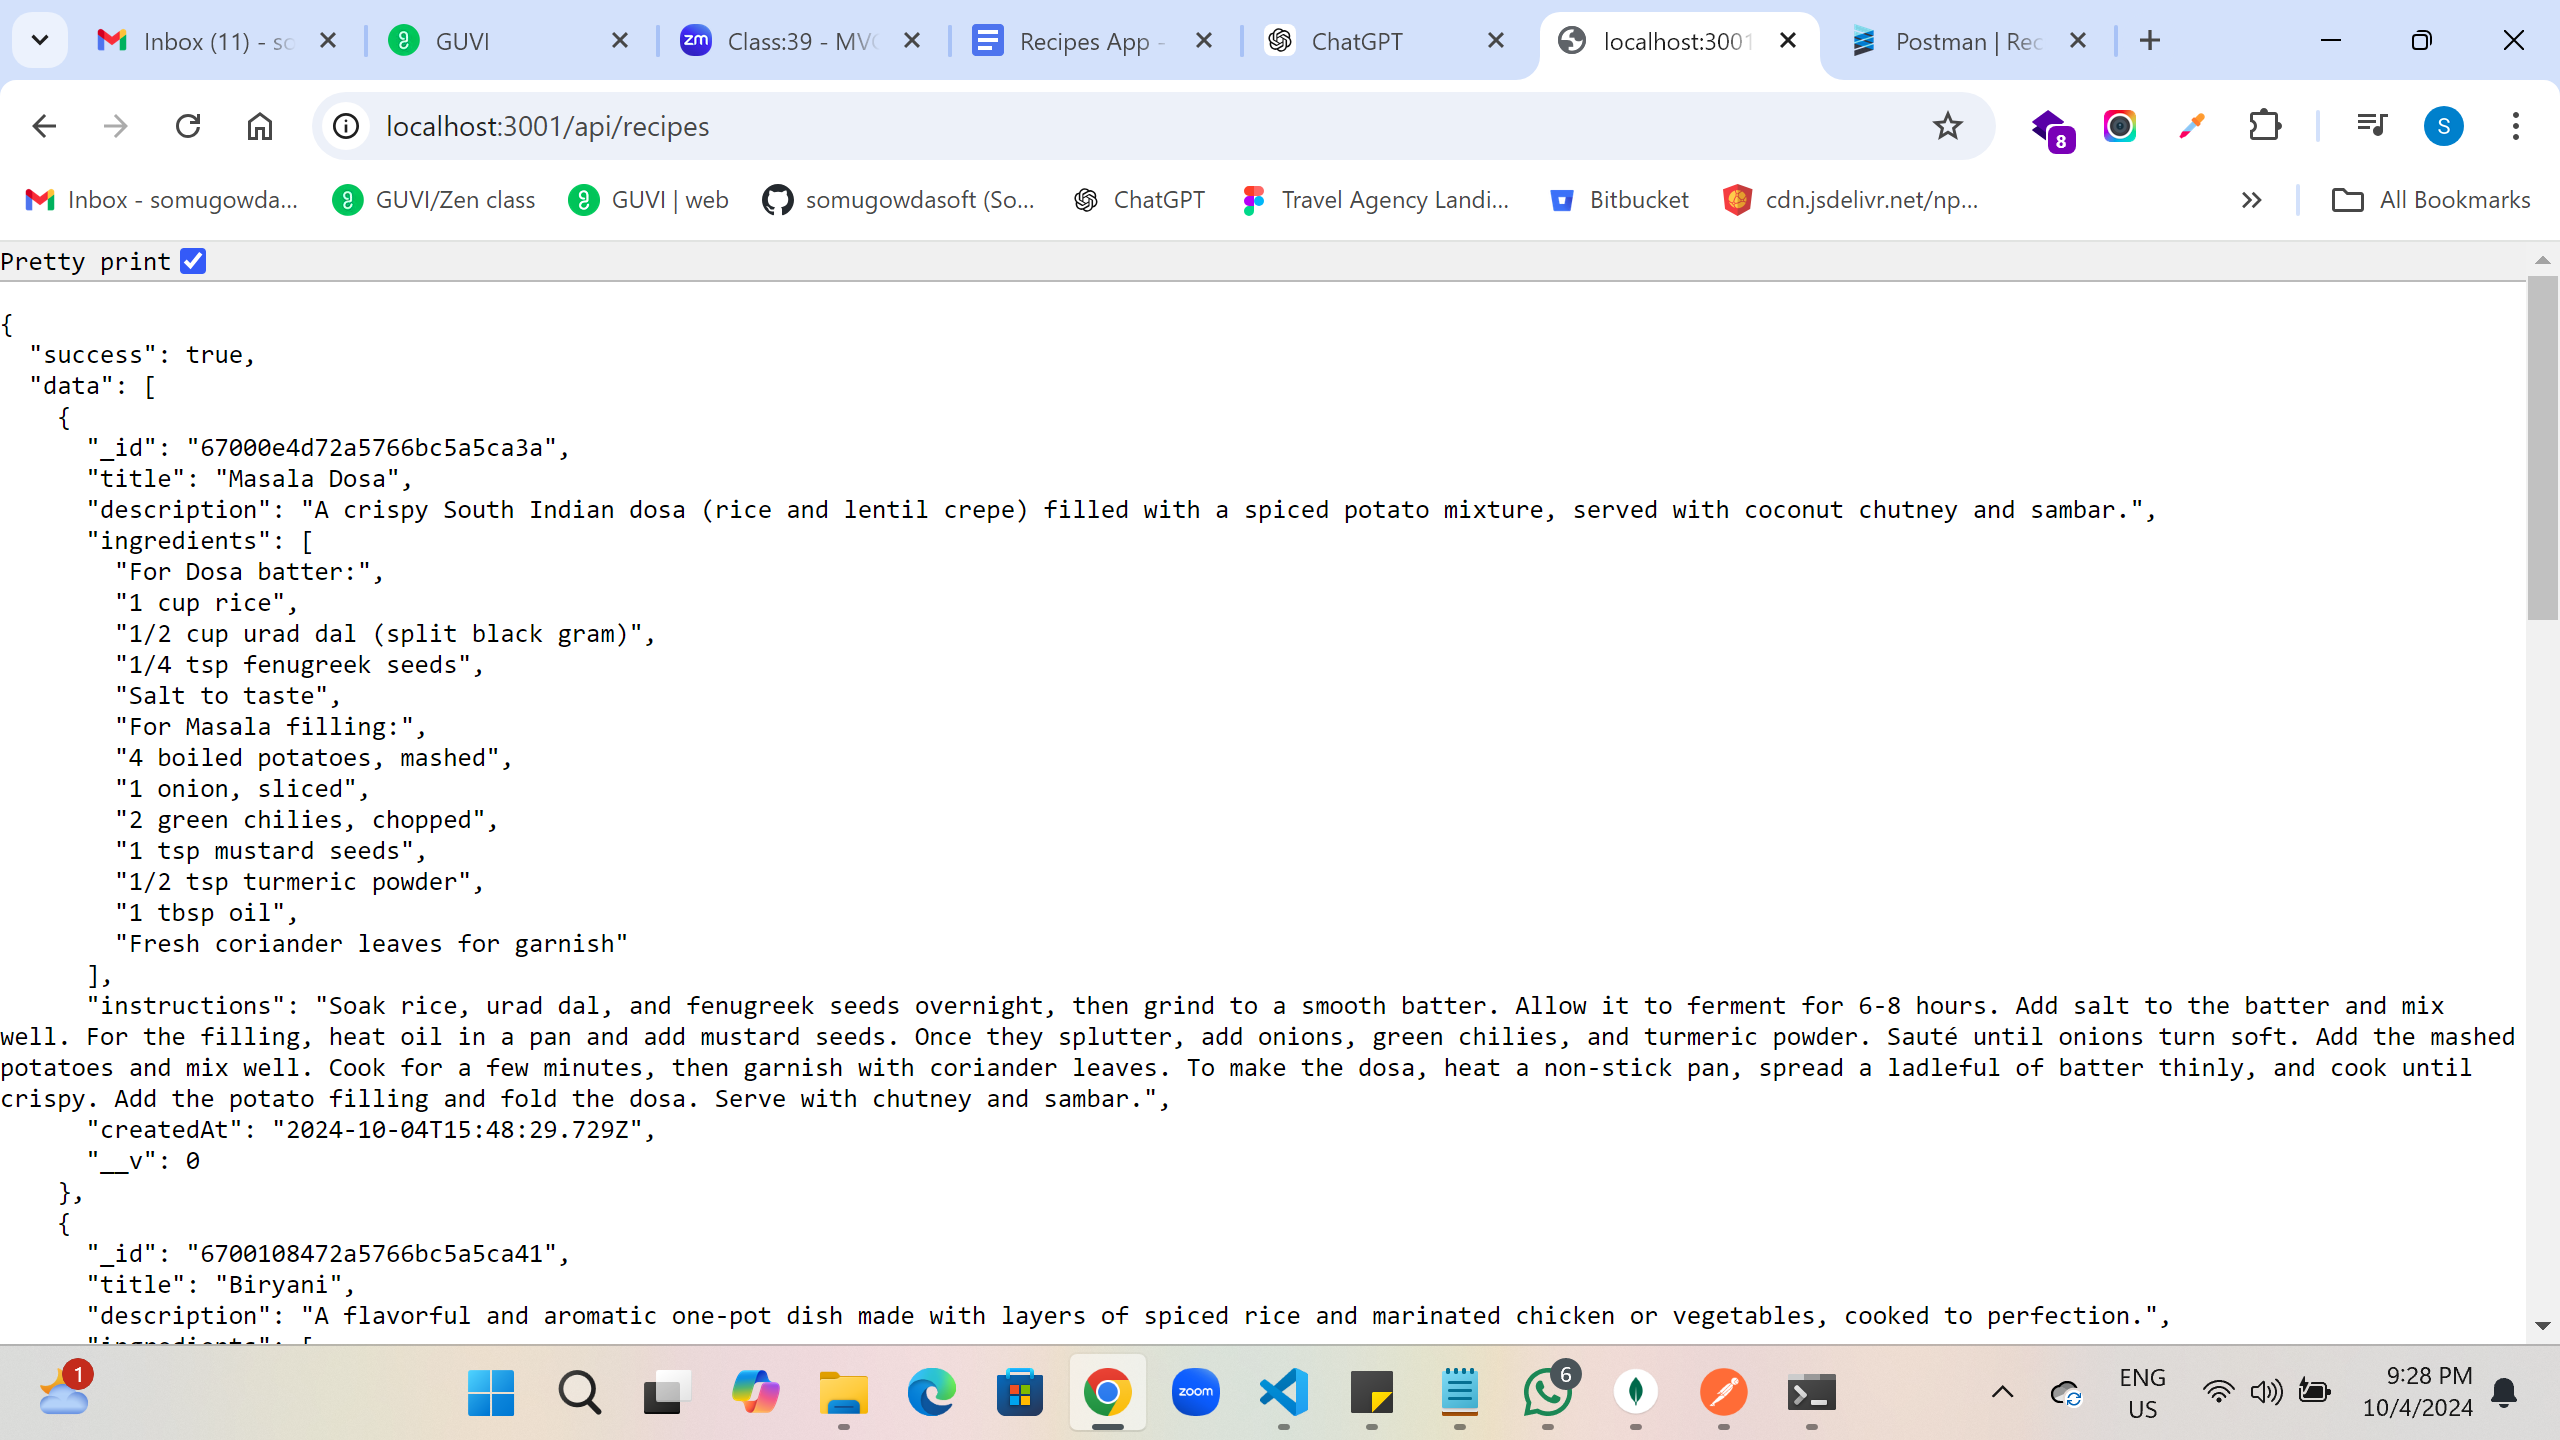 Inbox (11) - so
GUVI
Class:39 - MVC
Recipes App -
ChatGPT
localhost:3001
Postman | Rec
localhost:3001/api/recipes
8
S
Inbox - somugowda...
GUVI/Zen class
GUVI | web
somugowdasoft (So...
ChatGPT
Travel Agency Landi...
Bitbucket
cdn.jsdelivr.net/np...
All Bookmarks
Pretty print
{
  "success": true,
  "data": [
    {
      "_id": "67000e4d72a5766bc5a5ca3a",
      "title": "Masala Dosa",
      "description": "A crispy South Indian dosa (rice and lentil crepe) filled with a spiced potato mixture, served with coconut chutney and sambar.",
      "ingredients": [
        "For Dosa batter:",
        "1 cup rice",
        "1/2 cup urad dal (split black gram)",
        "1/4 tsp fenugreek seeds",
        "Salt to taste",
        "For Masala filling:",
        "4 boiled potatoes, mashed",
        "1 onion, sliced",
        "2 green chilies, chopped",
        "1 tsp mustard seeds",
        "1/2 tsp turmeric powder",
        "1 tbsp oil",
        "Fresh coriander leaves for garnish"
      ],
      "instructions": "Soak rice, urad dal, and fenugreek seeds overnight, then grind to a smooth batter. Allow it to ferment for 6-8 hours. Add salt to the batter and mix
well. For the filling, heat oil in a pan and add mustard seeds. Once they splutter, add onions, green chilies, and turmeric powder. Sauté until onions turn soft. Add the mashed
potatoes and mix well. Cook for a few minutes, then garnish with coriander leaves. To make the dosa, heat a non-stick pan, spread a ladleful of batter thinly, and cook until
crispy. Add the potato filling and fold the dosa. Serve with chutney and sambar.",
      "createdAt": "2024-10-04T15:48:29.729Z",
      "__v": 0
    },
    {
      "_id": "6700108472a5766bc5a5ca41",
      "title": "Biryani",
      "description": "A flavorful and aromatic one-pot dish made with layers of spiced rice and marinated chicken or vegetables, cooked to perfection.",
      "ingredients": [
1
zoom
6
ENG
US
9:28 PM
10/4/2024